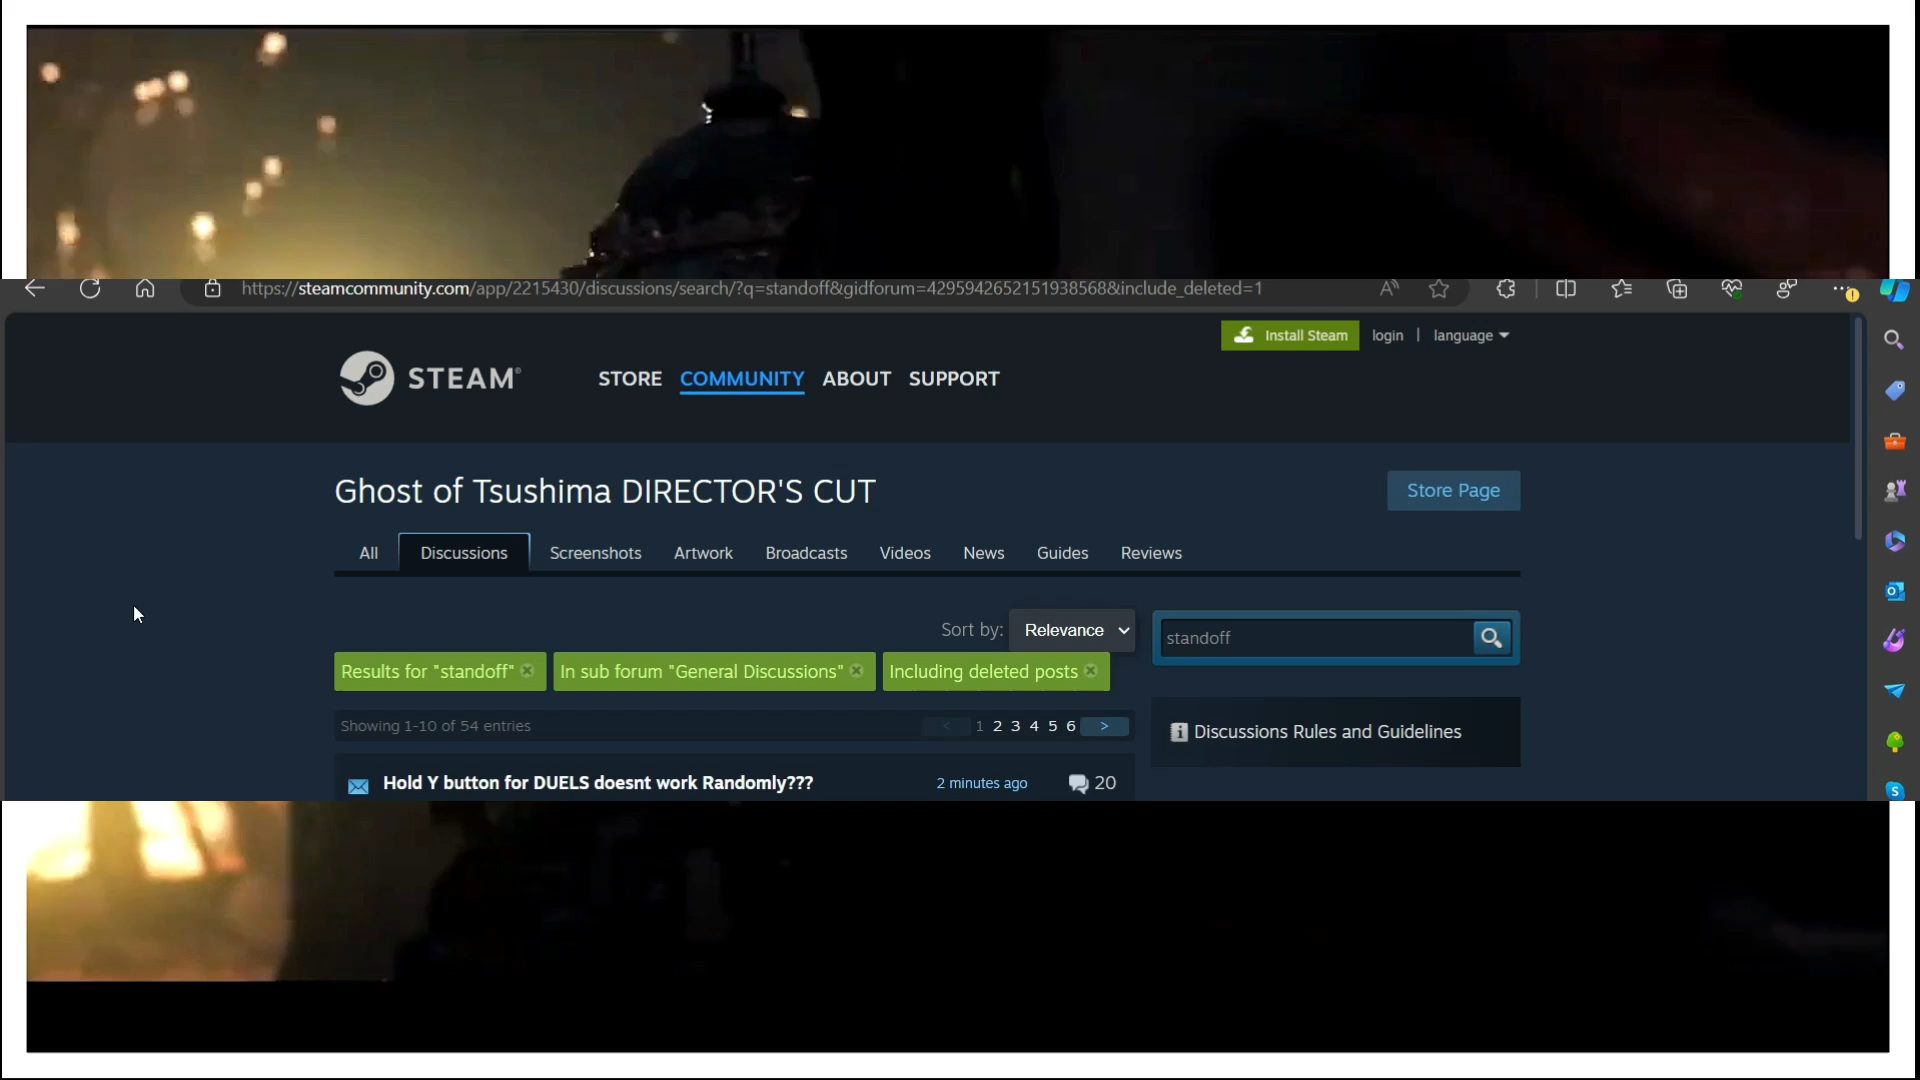 https://steamcommunity.com/app/2215430/discussions/search/?q=standoff&gidforum=4295942652151938568&include_deleted=1
Install Steam login | language
STEAM® STORE COMMUNITY ABOUT SUPPORT
Ghost of Tsushima DIRECTOR'S CUT
Store Page
All Discussions Screenshots Artwork Broadcasts Videos News Guides Reviews
Sort by: Relevance
standoff
Results for "standoff" In sub forum "General Discussions" Including deleted posts
Showing 1-10 of 54 entries
< 1 2 3 4 5 6 >
Discussions Rules and Guidelines
Hold Y button for DUELS doesnt work Randomly??? 2 minutes ago 20